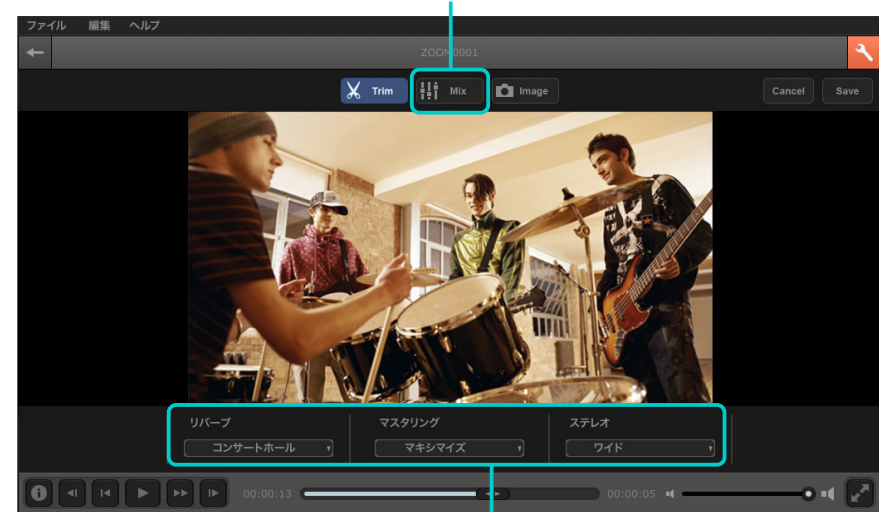 ファイル 編集 ヘルプ
ZOOM0001
Trim Mix Image Cancel Save
リバーブ マスタリング ステレオ
コンサートホール マキシマイズ ワイド
00:00:13 00:00:05